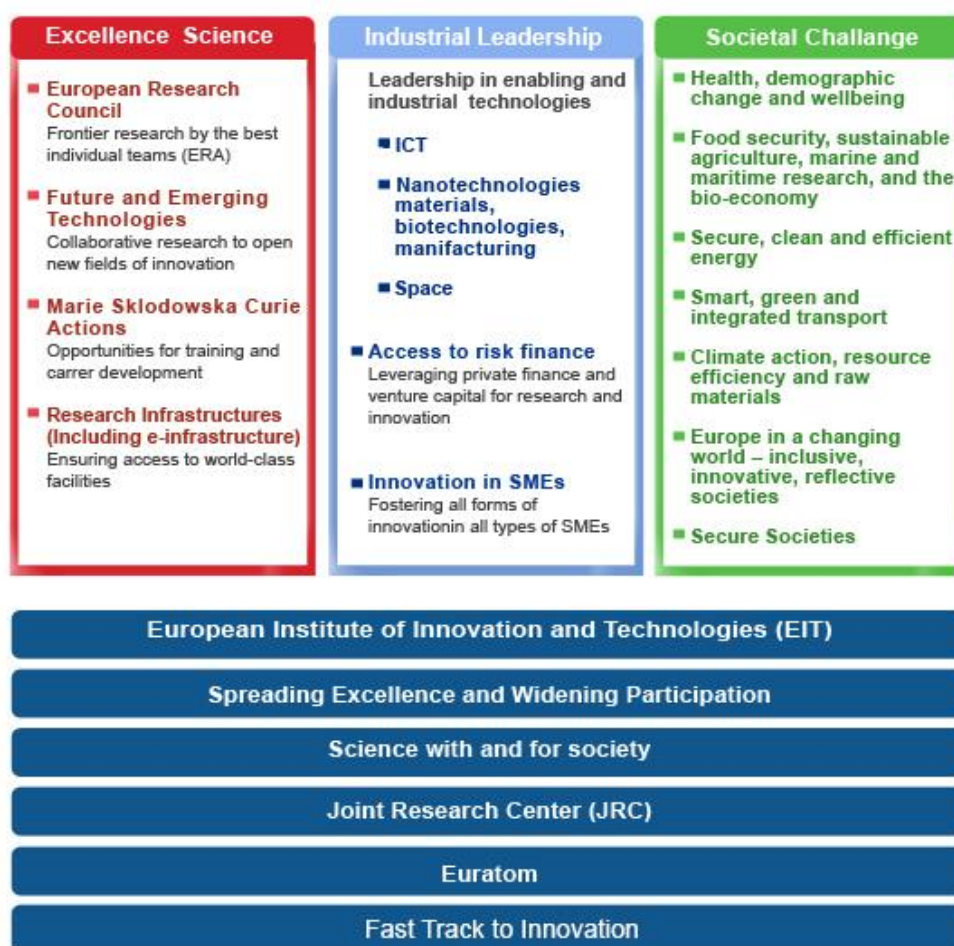 Excellence Science
European Research
Council
Frontier research by the best
individual teams (ERA)
Future and Emerging
Technologies
Collaborative research to open
new fields of innovation
Marie Sklodowska Curie
Actions
Opportunities for training and
carrer development
Research Infrastructures
(Including e-infrastructure)
Ensuring access to world-class
facilities
Industrial Leadership
Leadership in enabling and
industrial technologies
ICT
Nanotechnologies
materials,
biotechnologies,
manifacturing
Space
Access to risk finance
Leveraging private finance and
venture capital for research and
innovation
Innovation in SMEs
Fostering all forms of
innovationin all types of SMEs
Societal Challange
Health, demographic
change and wellbeing
Food security, sustainable
agriculture, marine and
maritime research, and the
bio-economy
Secure, clean and efficient
energy
Smart, green and
integrated transport
Climate action, resource
efficiency and raw
materials
Europe in a changing
world – inclusive,
innovative, reflective
societies
Secure Societies
European Institute of Innovation and Technologies (EIT)
Spreading Excellence and Widening Participation
Science with and for society
Joint Research Center (JRC)
Euratom
Fast Track to Innovation